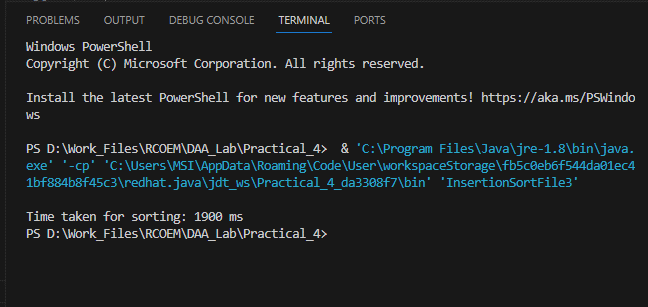 PROBLEMS OUTPUT DEBUG CONSOLE TERMINAL PORTS
Windows PowerShell
Copyright (C) Microsoft Corporation. All rights reserved.
Install the latest PowerShell for new features and improvements! https://aka.ms/PSWindo
ws
PS D:\Work_Files\RCOEM\DAA_Lab\Practical_4> & 'C:\Program Files\Java\jre-1.8\bin\java.
exe' '-cp' 'C:\Users\MSI\AppData\Roaming\Code\User\workspaceStorage\fb5c0eb6f544da01ec4
1bf884b8f45c3\redhat.java\jdt_ws\Practical_4_da3308f7\bin' 'InsertionSortFile3'
Time taken for sorting: 1900 ms
PS D:\Work_Files\RCOEM\DAA_Lab\Practical_4>